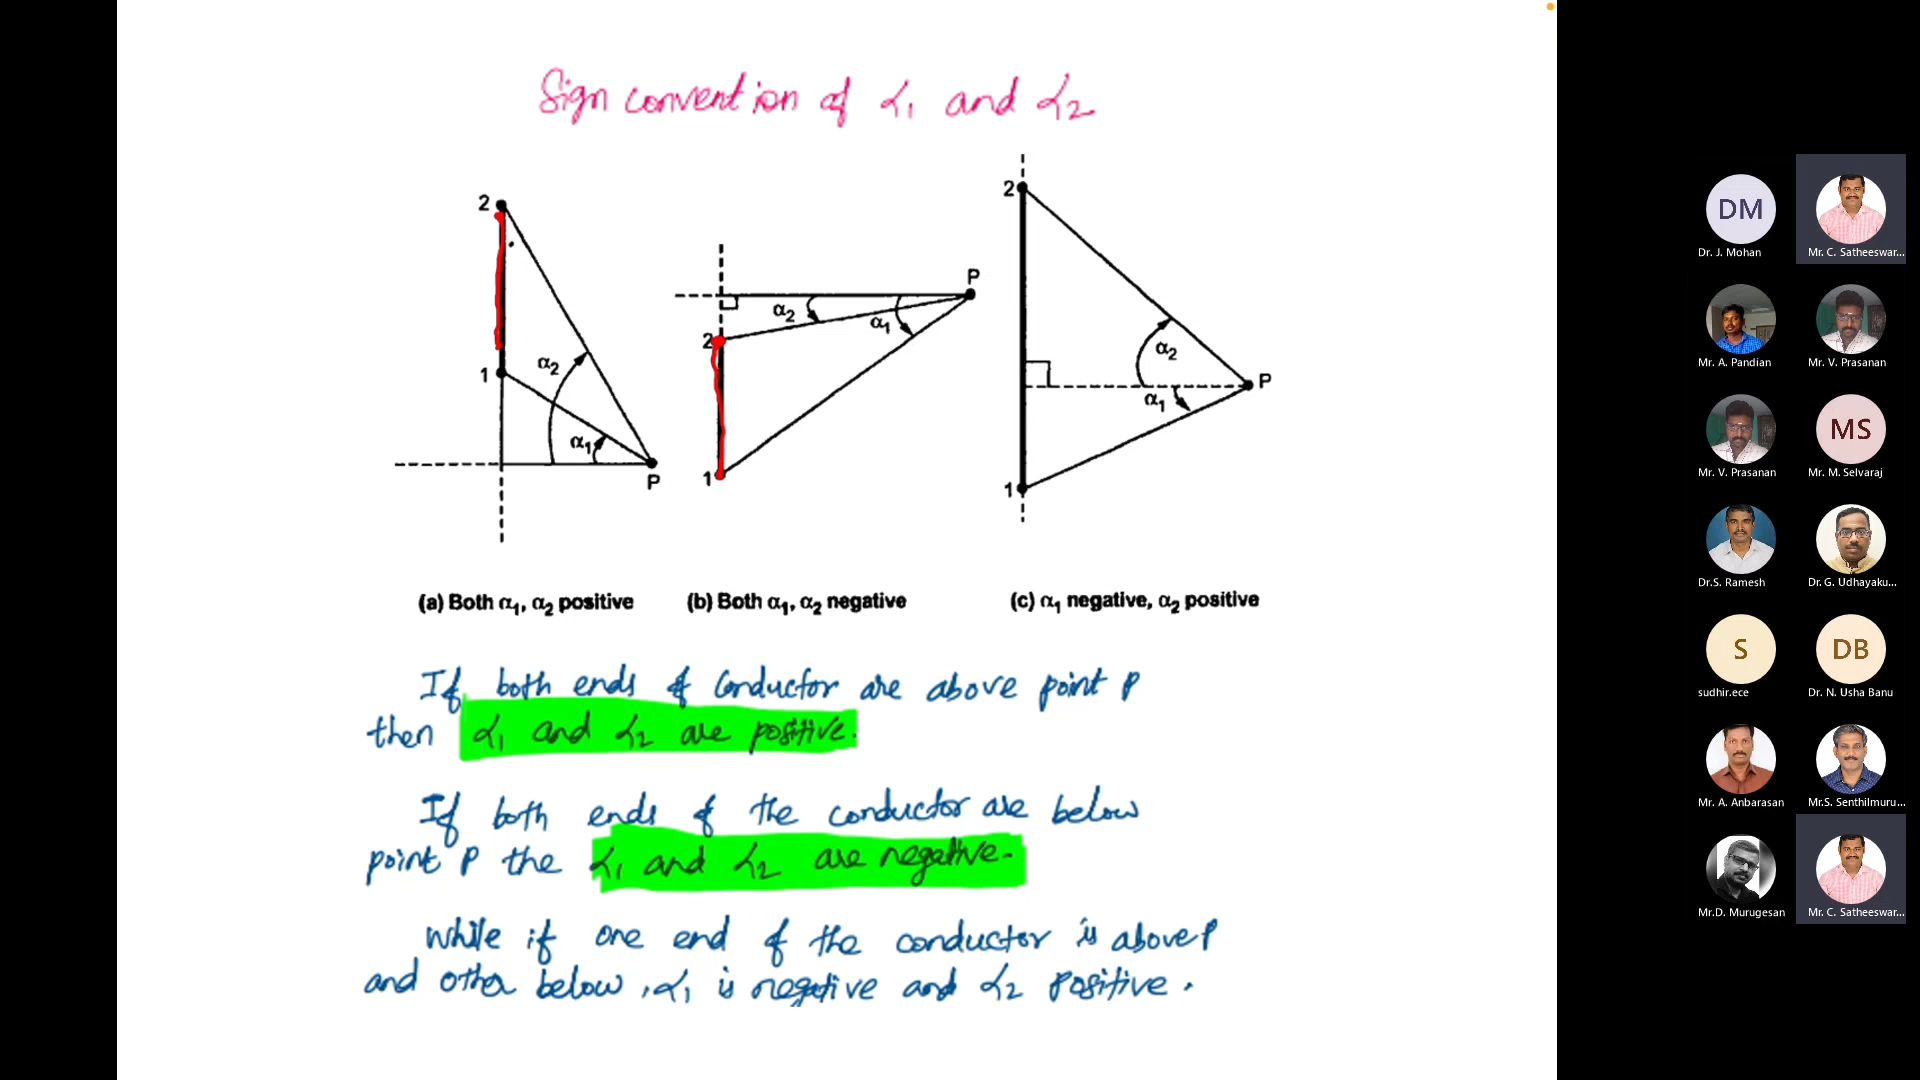 Sign convention of α1 and α2
2
1
α2
α1
P
P
α2
α1
2
1
2
α2
P
α1
1
(a) Both α1, α2 positive
(b) Both α1, α2 negative
(c) α1 negative, α2 positive
If both ends of conductor are above point P
then α1 and α2 are positive.
If both ends of the conductor are below
point P the α1 and α2 are negative.
while if one end of the conductor is above P
and other below, α1 is negative and α2 positive.
DM
Dr. J. Mohan
Mr. C. Satheeswar...
Mr. A. Pandian
Mr. V. Prasanan
Mr. V. Prasanan
MS
Mr. M. Selvaraj
Dr.S. Ramesh
Dr. G. Udhayaku...
S
sudhir.ece
DB
Dr. N. Usha Banu
Mr. A. Anbarasan
Mr.S. Senthilmuru...
Mr.D. Murugesan
Mr. C. Satheeswar...